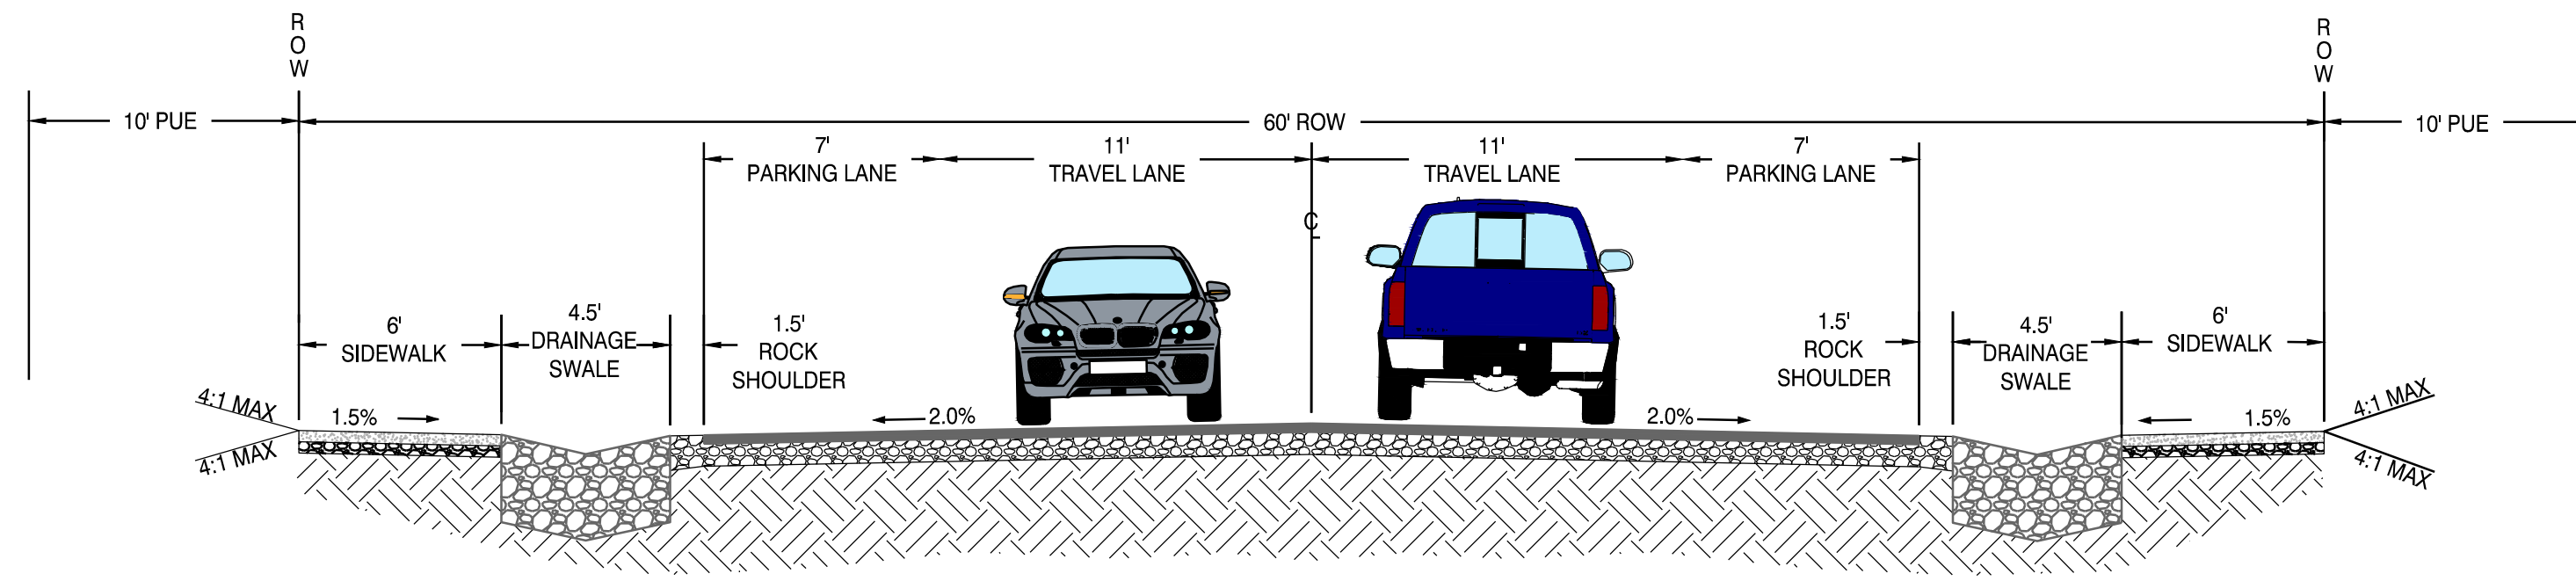 R
O
W
R
O
W
10' PUE
60' ROW
10' PUE
7'
PARKING LANE
11'
TRAVEL LANE
11'
TRAVEL LANE
7'
PARKING LANE
CL
6'
SIDEWALK
4.5'
DRAINAGE
SWALE
1.5'
ROCK
SHOULDER
1.5'
ROCK
SHOULDER
4.5'
DRAINAGE
SWALE
6'
SIDEWALK
4:1 MAX
4:1 MAX
1.5%
2.0%
2.0%
1.5%
4:1 MAX
4:1 MAX